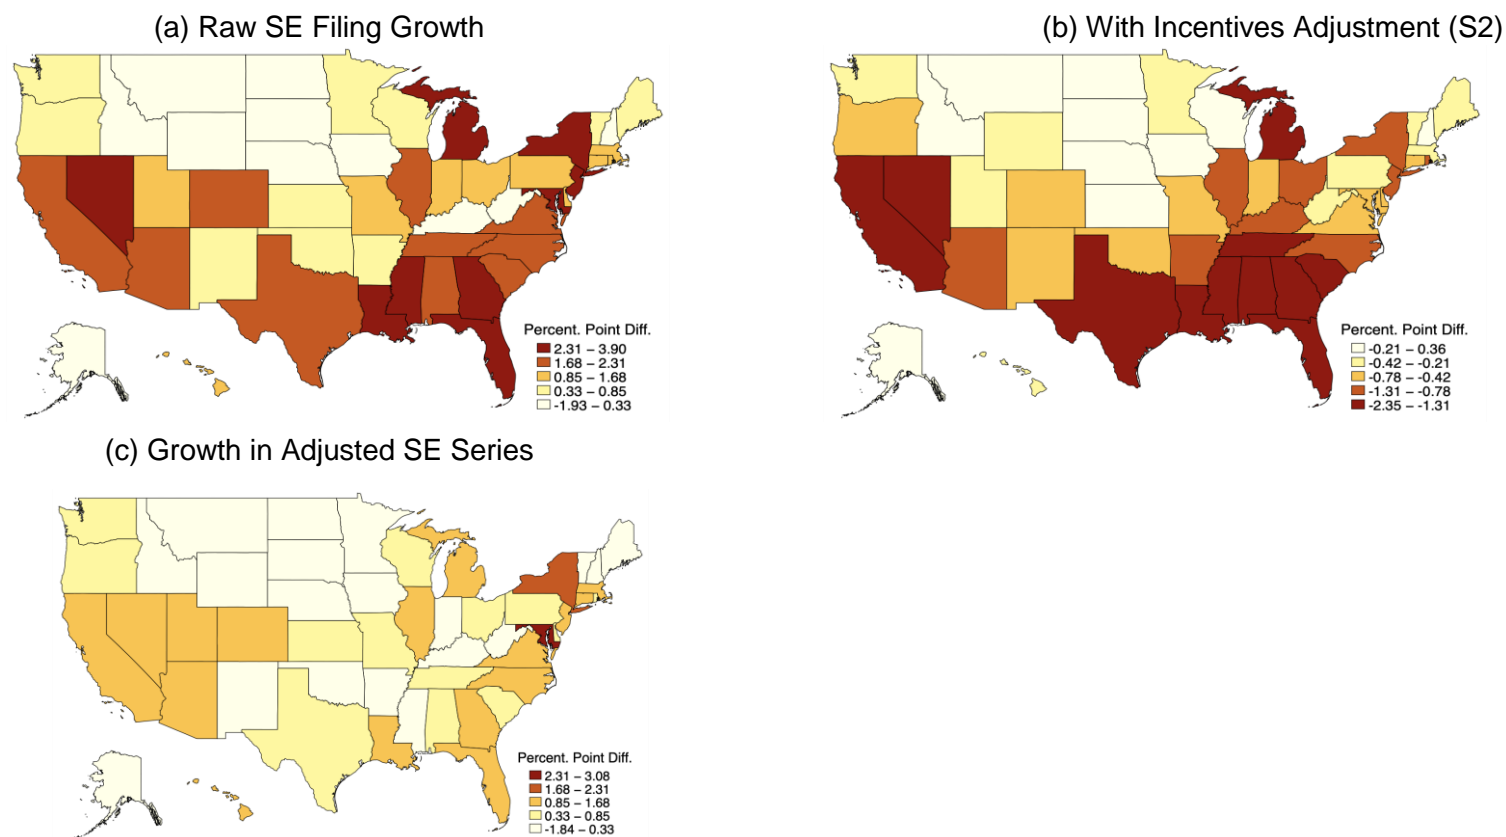 (a) Raw SE Filing Growth
Percent. Point Diff.
2.31 – 3.90
1.68 – 2.31
0.85 – 1.68
0.33 – 0.85
-1.93 – 0.33
(b) With Incentives Adjustment (S2)
Percent. Point Diff.
-0.21 – 0.36
-0.42 – -0.21
-0.78 – -0.42
-1.31 – -0.78
-2.35 – -1.31
(c) Growth in Adjusted SE Series
Percent. Point Diff.
2.31 – 3.08
1.68 – 2.31
0.85 – 1.68
0.33 – 0.85
-1.84 – 0.33